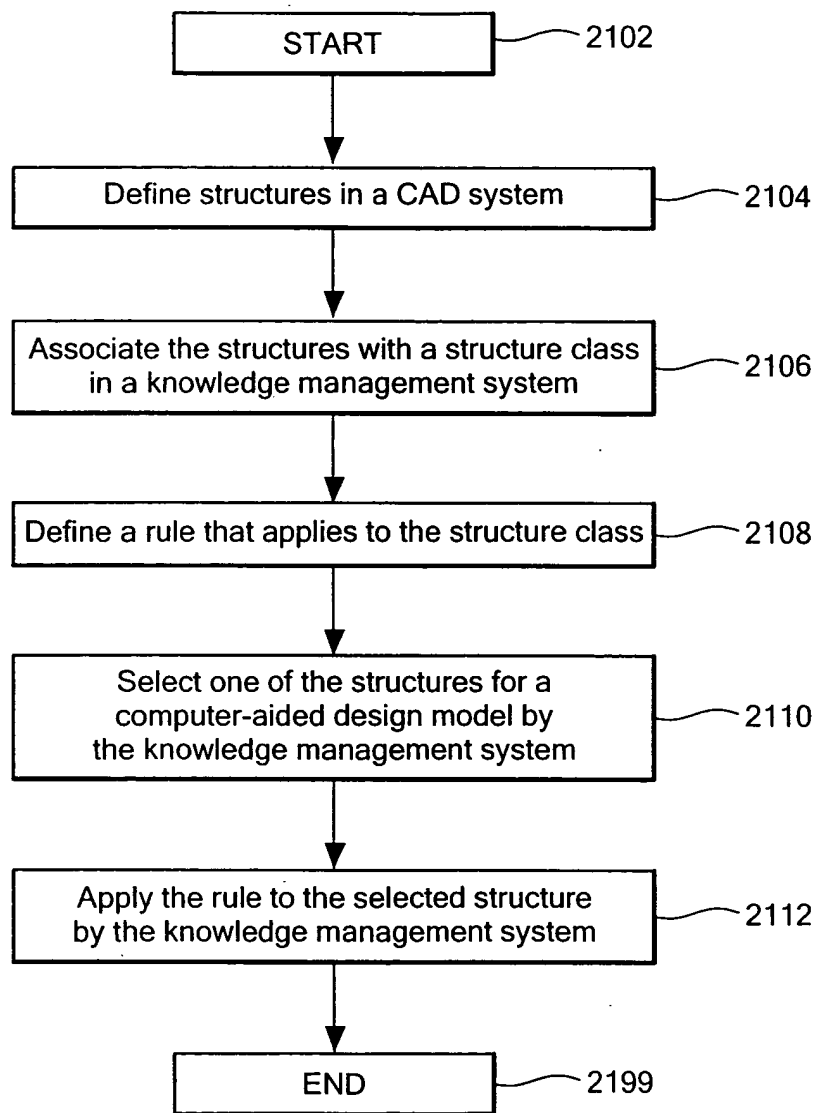 START
2102
Define structures in a CAD system
2104
Associate the structures with a structure class
in a knowledge management system
2106
Define a rule that applies to the structure class
2108
Select one of the structures for a
computer-aided design model by
the knowledge management system
2110
Apply the rule to the selected structure
by the knowledge management system
2112
END
2199